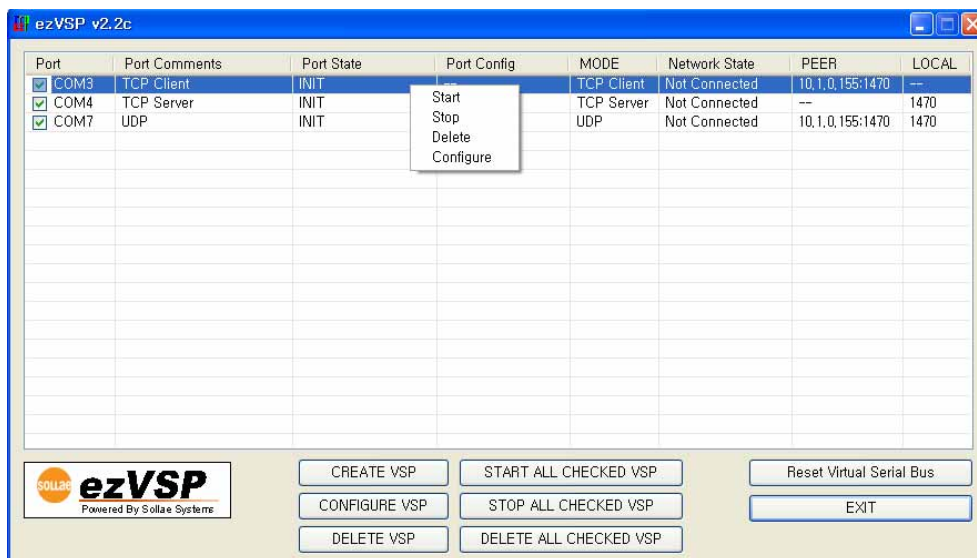 ezVSP v2.2c
Port Port Comments Port State Port Config MODE Network State PEER LOCAL
COM3 TCP Client INIT -- TCP Client Not Connected 10,1,0,155:1470 --
COM4 TCP Server INIT TCP Server Not Connected -- 1470
COM7 UDP INIT UDP Not Connected 10,1,0,155:1470 1470
Start
Stop
Delete
Configure
SOLLAE ezVSP
Powered By Sollae Systems
CREATE VSP START ALL CHECKED VSP Reset Virtual Serial Bus
CONFIGURE VSP STOP ALL CHECKED VSP EXIT
DELETE VSP DELETE ALL CHECKED VSP